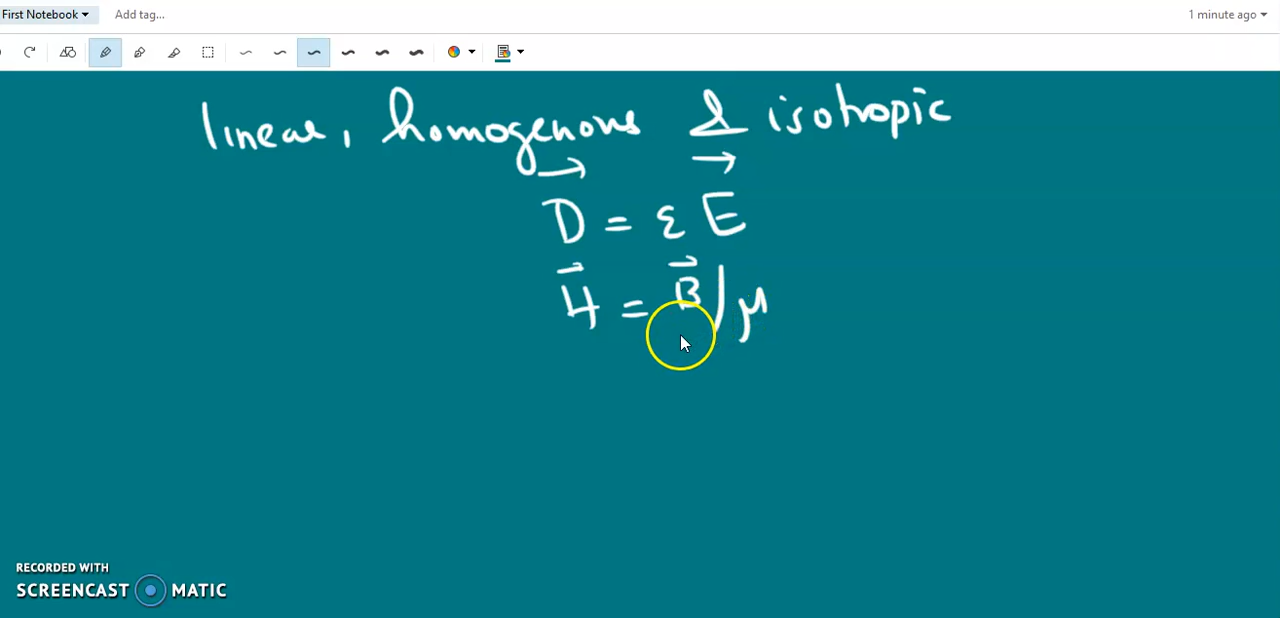 First Notebook Add tag... 1 minute ago
linear, homogenous & isotropic
D⃗ = ε E⃗
H⃗ = B⃗/μ
RECORDED WITH
SCREENCAST MATIC